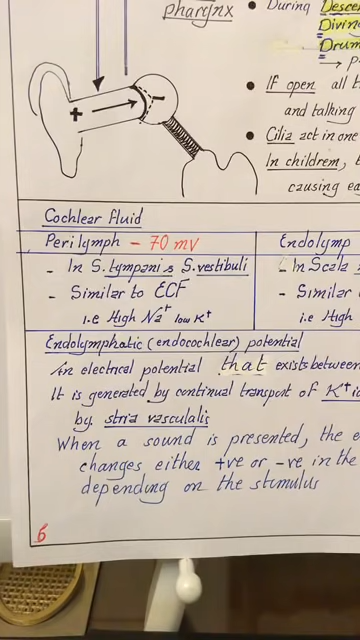 pharynx
• During Descen
Divin
Drum
→ p
+ → -
• If open all t
and talking
• Cilia act in one
In children, t
causing ea
Cochlear Fluid
Perilymph - 70 mV
Endolymp
- In S. tympani & S. vestibuli
- In Scala
- Similar to ECF
- Similar
i.e High Na+ low K+
i.e High
Endolymphatic (endocochlear) potential
An electrical potential that exists between
It is generated by continual transport of K+ i
by stria vasculalis
When a sound is presented, the e
changes either +ve or -ve in the
depending on the stimulus
6